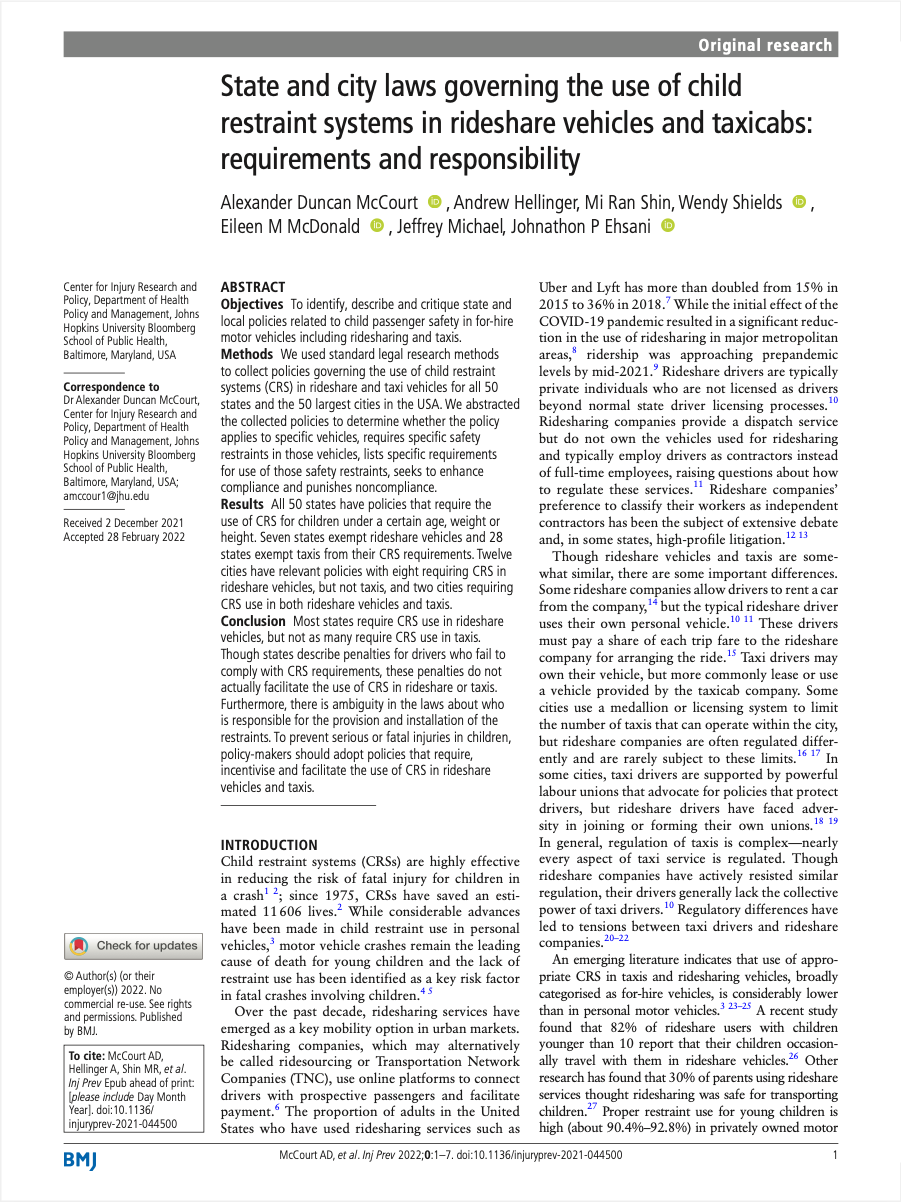 Original research
State and city laws governing the use of child
restraint systems in rideshare vehicles and taxicabs:
requirements and responsibility
Alexander Duncan McCourt iD , Andrew Hellinger, Mi Ran Shin, Wendy Shields iD ,
Eileen M McDonald iD , Jeffrey Michael, Johnathon P Ehsani iD
Center for Injury Research and
Policy, Department of Health
Policy and Management, Johns
Hopkins University Bloomberg
School of Public Health,
Baltimore, Maryland, USA
Correspondence to
Dr Alexander Duncan McCourt,
Center for Injury Research and
Policy, Department of Health
Policy and Management, Johns
Hopkins University Bloomberg
School of Public Health,
Baltimore, Maryland, USA;
amccour1@jhu.edu
Received 2 December 2021
Accepted 28 February 2022
Check for updates
© Author(s) (or their
employer(s)) 2022. No
commercial re-use. See rights
and permissions. Published
by BMJ.
To cite: McCourt AD,
Hellinger A, Shin MR, et al.
Inj Prev Epub ahead of print:
[please include Day Month
Year]. doi:10.1136/
injuryprev-2021-044500
ABSTRACT
Objectives To identify, describe and critique state and
local policies related to child passenger safety in for-hire
motor vehicles including ridesharing and taxis.
Methods We used standard legal research methods
to collect policies governing the use of child restraint
systems (CRS) in rideshare and taxi vehicles for all 50
states and the 50 largest cities in the USA. We abstracted
the collected policies to determine whether the policy
applies to specific vehicles, requires specific safety
restraints in those vehicles, lists specific requirements
for use of those safety restraints, seeks to enhance
compliance and punishes noncompliance.
Results All 50 states have policies that require the
use of CRS for children under a certain age, weight or
height. Seven states exempt rideshare vehicles and 28
states exempt taxis from their CRS requirements. Twelve
cities have relevant policies with eight requiring CRS in
rideshare vehicles, but not taxis, and two cities requiring
CRS use in both rideshare vehicles and taxis.
Conclusion Most states require CRS use in rideshare
vehicles, but not as many require CRS use in taxis.
Though states describe penalties for drivers who fail to
comply with CRS requirements, these penalties do not
actually facilitate the use of CRS in rideshare or taxis.
Furthermore, there is ambiguity in the laws about who
is responsible for the provision and installation of the
restraints. To prevent serious or fatal injuries in children,
policy-makers should adopt policies that require,
incentivise and facilitate the use of CRS in rideshare
vehicles and taxis.
INTRODUCTION
Child restraint systems (CRSs) are highly effective
in reducing the risk of fatal injury for children in
a crash1 2; since 1975, CRSs have saved an esti-
mated 11 606 lives.2 While considerable advances
have been made in child restraint use in personal
vehicles,3 motor vehicle crashes remain the leading
cause of death for young children and the lack of
restraint use has been identified as a key risk factor
in fatal crashes involving children.4 5
Over the past decade, ridesharing services have
emerged as a key mobility option in urban markets.
Ridesharing companies, which may alternatively
be called ridesourcing or Transportation Network
Companies (TNC), use online platforms to connect
drivers with prospective passengers and facilitate
payment.6 The proportion of adults in the United
States who have used ridesharing services such as
Uber and Lyft has more than doubled from 15% in
2015 to 36% in 2018.7 While the initial effect of the
COVID-19 pandemic resulted in a significant reduc-
tion in the use of ridesharing in major metropolitan
areas,8 ridership was approaching prepandemic
levels by mid-2021.9 Rideshare drivers are typically
private individuals who are not licensed as drivers
beyond normal state driver licensing processes.10
Ridesharing companies provide a dispatch service
but do not own the vehicles used for ridesharing
and typically employ drivers as contractors instead
of full-time employees, raising questions about how
to regulate these services.11 Rideshare companies’
preference to classify their workers as independent
contractors has been the subject of extensive debate
and, in some states, high-profile litigation.12 13
Though rideshare vehicles and taxis are some-
what similar, there are some important differences.
Some rideshare companies allow drivers to rent a car
from the company,14 but the typical rideshare driver
uses their own personal vehicle.10 11 These drivers
must pay a share of each trip fare to the rideshare
company for arranging the ride.15 Taxi drivers may
own their vehicle, but more commonly lease or use
a vehicle provided by the taxicab company. Some
cities use a medallion or licensing system to limit
the number of taxis that can operate within the city,
but rideshare companies are often regulated differ-
ently and are rarely subject to these limits.16 17 In
some cities, taxi drivers are supported by powerful
labour unions that advocate for policies that protect
drivers, but rideshare drivers have faced adver-
sity in joining or forming their own unions.18 19
In general, regulation of taxis is complex—nearly
every aspect of taxi service is regulated. Though
rideshare companies have actively resisted similar
regulation, their drivers generally lack the collective
power of taxi drivers.10 Regulatory differences have
led to tensions between taxi drivers and rideshare
companies.20–22
An emerging literature indicates that use of appro-
priate CRS in taxis and ridesharing vehicles, broadly
categorised as for-hire vehicles, is considerably lower
than in personal motor vehicles.3 23–25 A recent study
found that 82% of rideshare users with children
younger than 10 report that their children occasion-
ally travel with them in rideshare vehicles.26 Other
research has found that 30% of parents using rideshare
services thought ridesharing was safe for transporting
children.27 Proper restraint use for young children is
high (about 90.4%–92.8%) in privately owned motor
BMJ
McCourt AD, et al. Inj Prev 2022;0:1–7. doi:10.1136/injuryprev-2021-044500
1